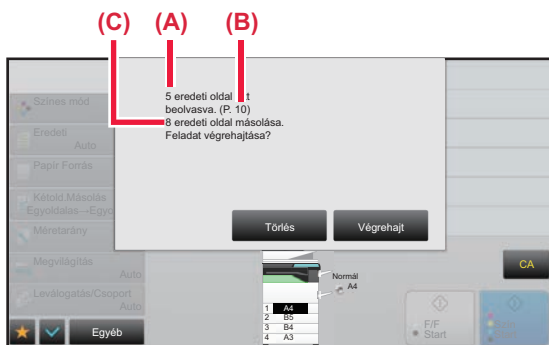 (C) (A) (B)
5 eredeti oldal
beolvasva. (P. 10)
8 eredeti oldal másolása.
Feladat végrehajtása?
Törlés Végrehajt
Színes mód
Eredeti
Auto
Papír Forrás
Kétold.Másolás
Egyoldalas→Egyo
Méretarány
Megvilágítás
Auto
Leválogatás/Csoport
Auto
Egyéb
Normál
A4
1 A4
2 B5
3 B4
4 A3
CA
F/F
Start